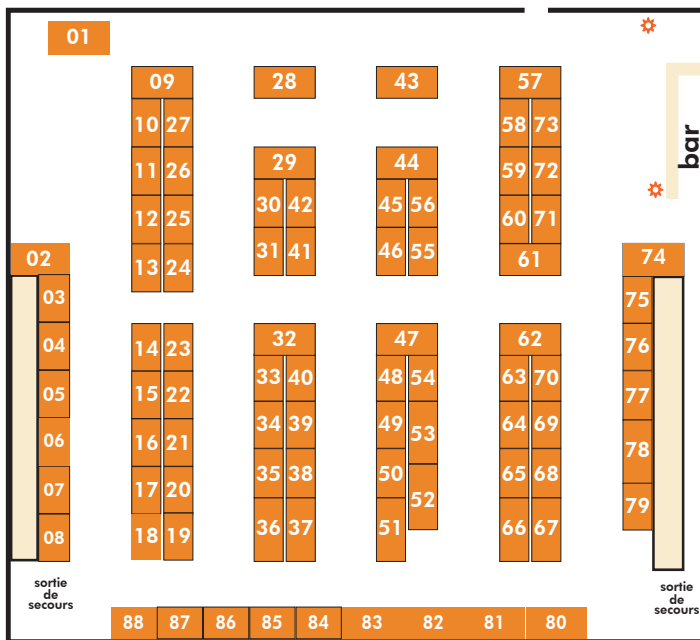 01
09 28 43 57
10 27 58 73
bar
29 44
11 26 59 72
30 42 45 56
12 25 60 71
31 41 46 55
02 13 24 61 74
03 75
32 47 62
04 14 23 76
33 40 48 54 63 70
05 15 22 77
34 39 49 53 64 69
06 16 21 78
35 38 50 65 68
07 17 20 79
52
36 37 51 66 67
08 18 19
sortie
de
secours
sortie
de
secours
88 87 86 85 84 83 82 81 80